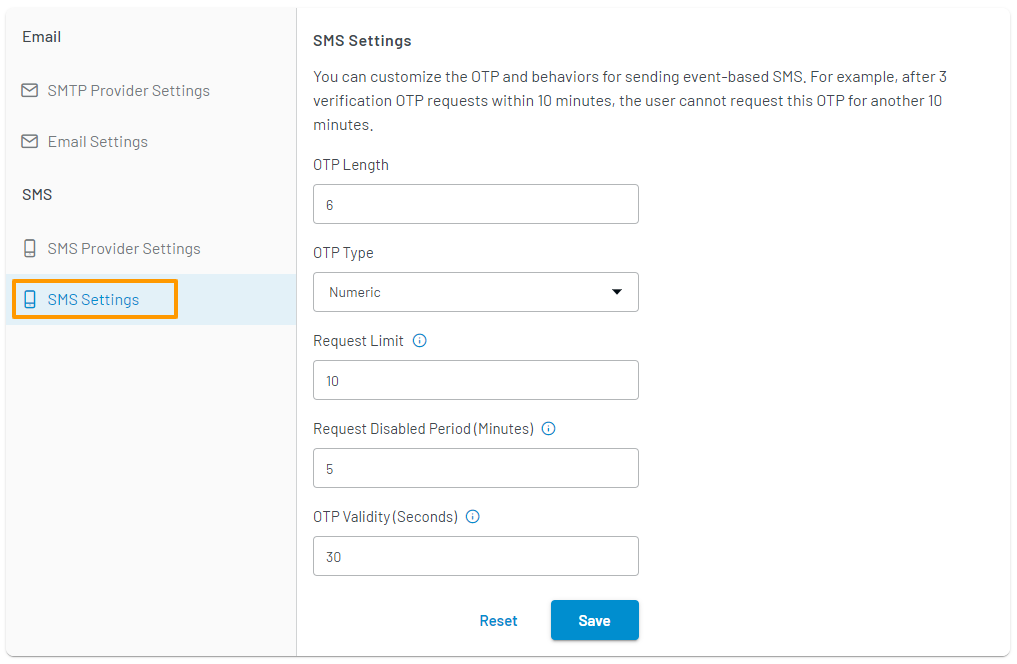 Email
SMTP Provider Settings
Email Settings
SMS
SMS Provider Settings
SMS Settings
SMS Settings
You can customize the OTP and behaviors for sending event-based SMS. For example, after 3
verification OTP requests within 10 minutes, the user cannot request this OTP for another 10
minutes.
OTP Length
6
OTP Type
Numeric
Request Limit
10
Request Disabled Period (Minutes)
5
OTP Validity (Seconds)
30
Reset
Save